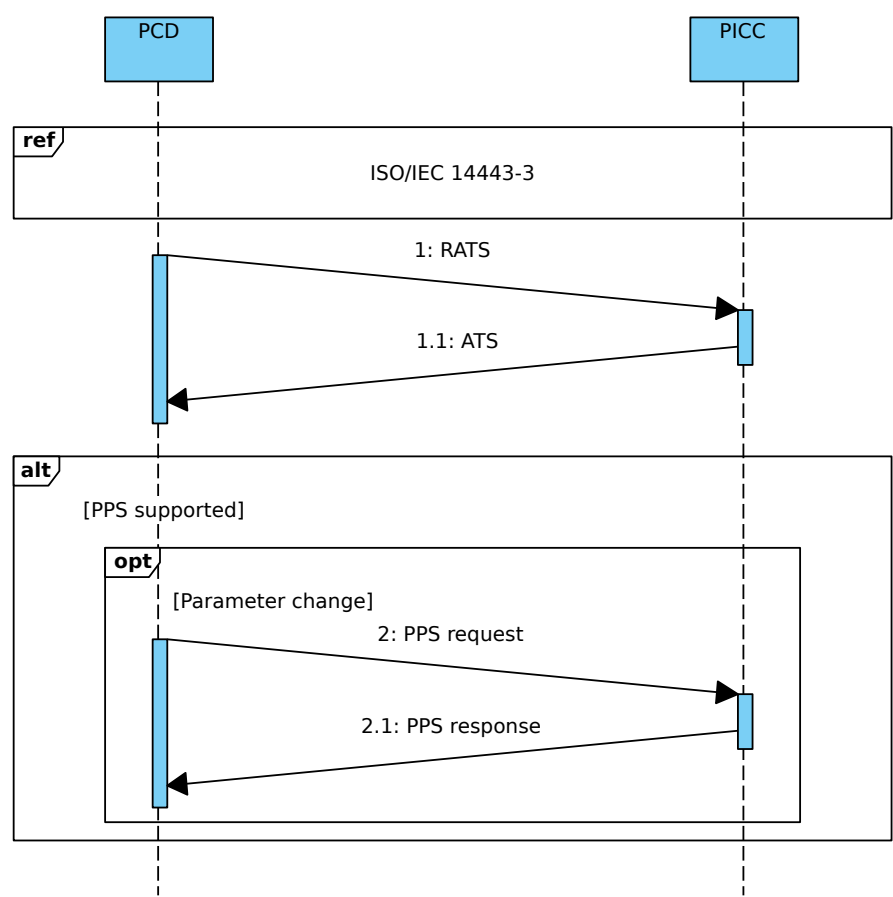 PCD
PICC
ref
ISO/IEC 14443-3
1: RATS
1.1: ATS
alt
[PPS supported]
opt
[Parameter change]
2: PPS request
2.1: PPS response